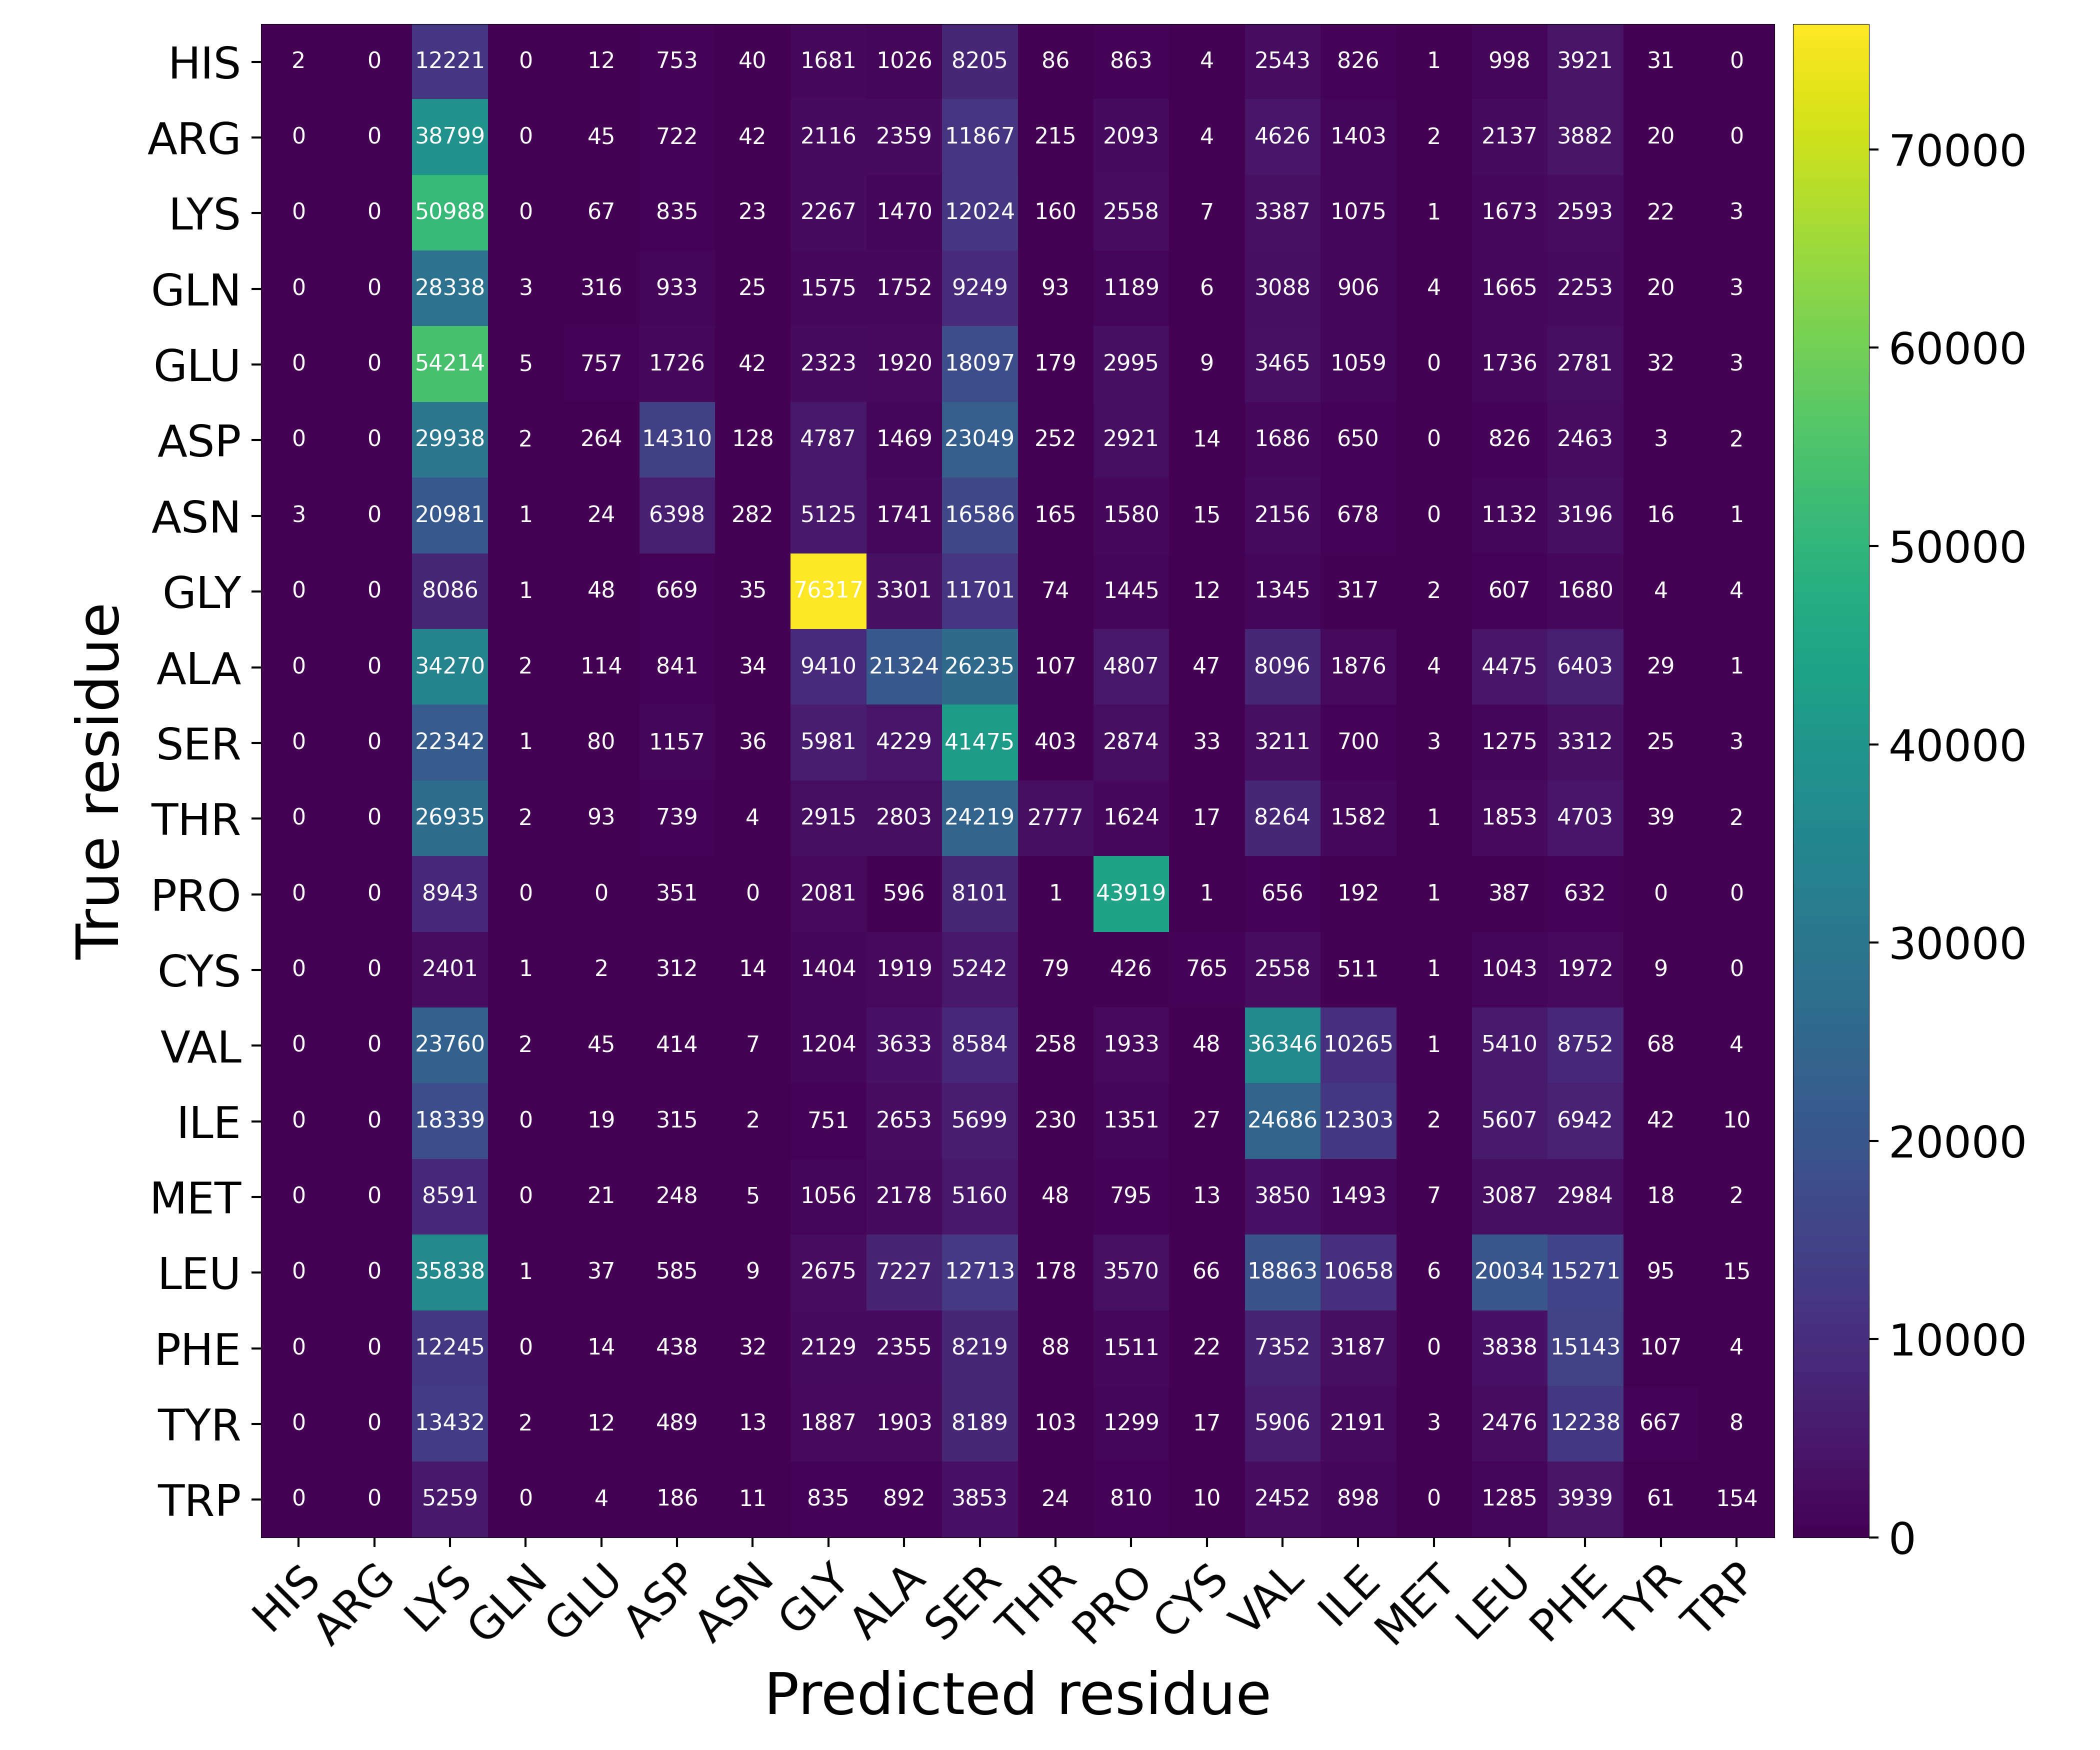 HIS 2 0 12221 0 12 753 40 1681 1026 8205 86 863 4 2543 826 1 998 3921 31 0
ARG 0 0 38799 0 45 722 42 2116 2359 11867 215 2093 4 4626 1403 2 2137 3882 20 0
LYS 0 0 50988 0 67 835 23 2267 1470 12024 160 2558 7 3387 1075 1 1673 2593 22 3
GLN 0 0 28338 3 316 933 25 1575 1752 9249 93 1189 6 3088 906 4 1665 2253 20 3
GLU 0 0 54214 5 757 1726 42 2323 1920 18097 179 2995 9 3465 1059 0 1736 2781 32 3
ASP 0 0 29938 2 264 14310 128 4787 1469 23049 252 2921 14 1686 650 0 826 2463 3 2
ASN 3 0 20981 1 24 6398 282 5125 1741 16586 165 1580 15 2156 678 0 1132 3196 16 1
GLY 0 0 8086 1 48 669 35 76317 3301 11701 74 1445 12 1345 317 2 607 1680 4 4
ALA 0 0 34270 2 114 841 34 9410 21324 26235 107 4807 47 8096 1876 4 4475 6403 29 1
SER 0 0 22342 1 80 1157 36 5981 4229 41475 403 2874 33 3211 700 3 1275 3312 25 3
THR 0 0 26935 2 93 739 4 2915 2803 24219 2777 1624 17 8264 1582 1 1853 4703 39 2
PRO 0 0 8943 0 0 351 0 2081 596 8101 1 43919 1 656 192 1 387 632 0 0
CYS 0 0 2401 1 2 312 14 1404 1919 5242 79 426 765 2558 511 1 1043 1972 9 0
VAL 0 0 23760 2 45 414 7 1204 3633 8584 258 1933 48 36346 10265 1 5410 8752 68 4
ILE 0 0 18339 0 19 315 2 751 2653 5699 230 1351 27 24686 12303 2 5607 6942 42 10
MET 0 0 8591 0 21 248 5 1056 2178 5160 48 795 13 3850 1493 7 3087 2984 18 2
LEU 0 0 35838 1 37 585 9 2675 7227 12713 178 3570 66 18863 10658 6 20034 15271 95 15
PHE 0 0 12245 0 14 438 32 2129 2355 8219 88 1511 22 7352 3187 0 3838 15143 107 4
TYR 0 0 13432 2 12 489 13 1887 1903 8189 103 1299 17 5906 2191 3 2476 12238 667 8
TRP 0 0 5259 0 4 186 11 835 892 3853 24 810 10 2452 898 0 1285 3939 61 154
HIS ARG LYS GLN GLU ASP ASN GLY ALA SER THR PRO CYS VAL ILE MET LEU PHE TYR TRP
Predicted residue
True residue
70000
60000
50000
40000
30000
20000
10000
0